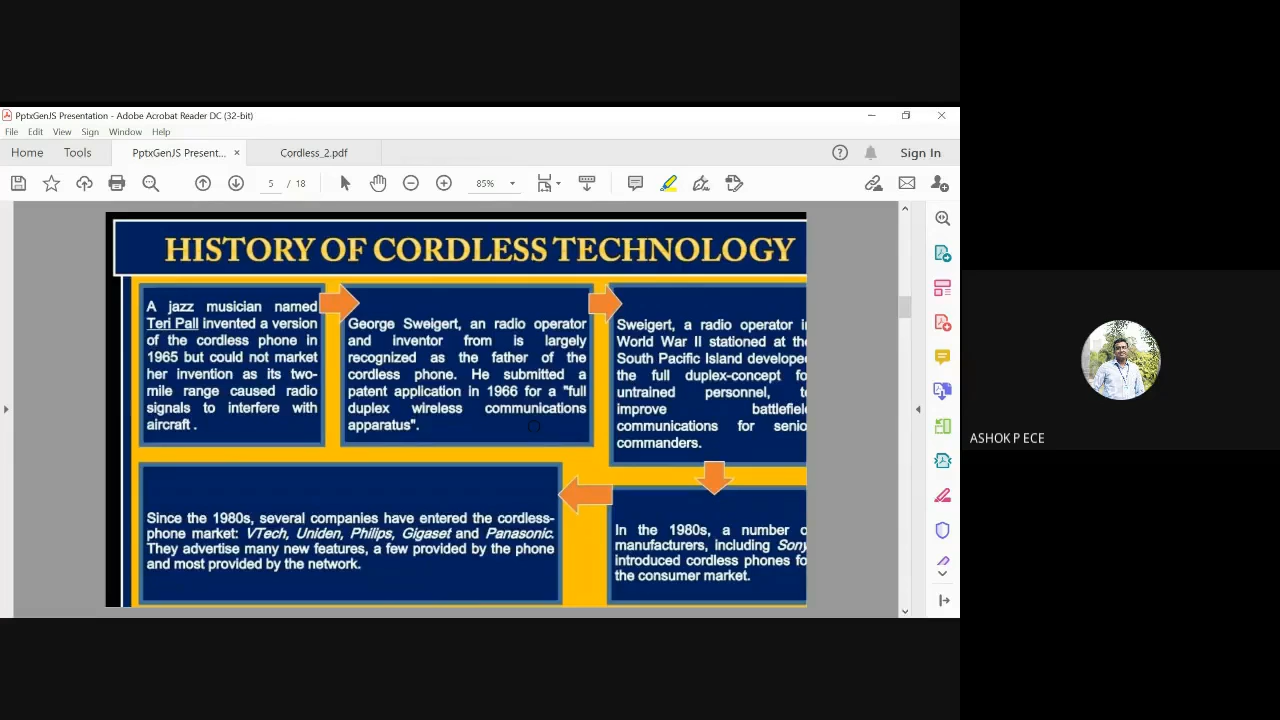 PptxGenJS Presentation - Adobe Acrobat Reader DC (32-bit)
File Edit View Sign Window Help
Home Tools PptxGenJS Present... × Cordless_2.pdf Sign In
5 / 18 85%
HISTORY OF CORDLESS TECHNOLOGY
A jazz musician named
Teri Pall invented a version
of the cordless phone in
1965 but could not market
her invention as its two-
mile range caused radio
signals to interfere with
aircraft .
George Sweigert, an radio operator
and inventor from is largely
recognized as the father of the
cordless phone. He submitted a
patent application in 1966 for a "full
duplex wireless communications
apparatus".
Sweigert, a radio operator i
World War II stationed at the
South Pacific Island develope
the full duplex-concept fo
untrained personnel, t
improve battlefiel
communications for senio
commanders.
In the 1980s, a number o
manufacturers, including Sony
introduced cordless phones fo
the consumer market.
Since the 1980s, several companies have entered the cordless-
phone market: VTech, Uniden, Philips, Gigaset and Panasonic.
They advertise many new features, a few provided by the phone
and most provided by the network.
ASHOK P ECE